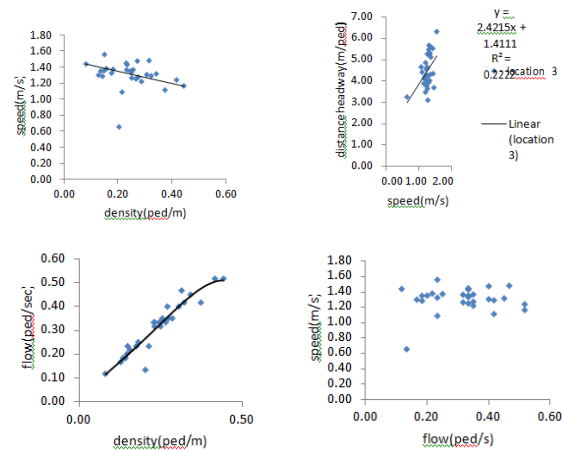 speed(m/s;
1.80
1.60
1.40
1.20
1.00
0.80
0.60
0.40
0.20
0.00
0.00 0.20 0.40 0.60
density(ped/m)
distance headway(m/ped)
7.00
6.00
5.00
4.00
3.00
2.00
1.00
0.00
0.00 1.00 2.00
speed(m/s)
y =
2.4215x +
1.4111
R² =
0.2222
location 3
Linear
(location
3)
flow(ped/sec;
0.60
0.50
0.40
0.30
0.20
0.10
0.00
0.00 0.50
density(ped/m)
speed(m/s;
1.80
1.60
1.40
1.20
1.00
0.80
0.60
0.40
0.20
0.00 0.20 0.40 0.60
flow(ped/s)